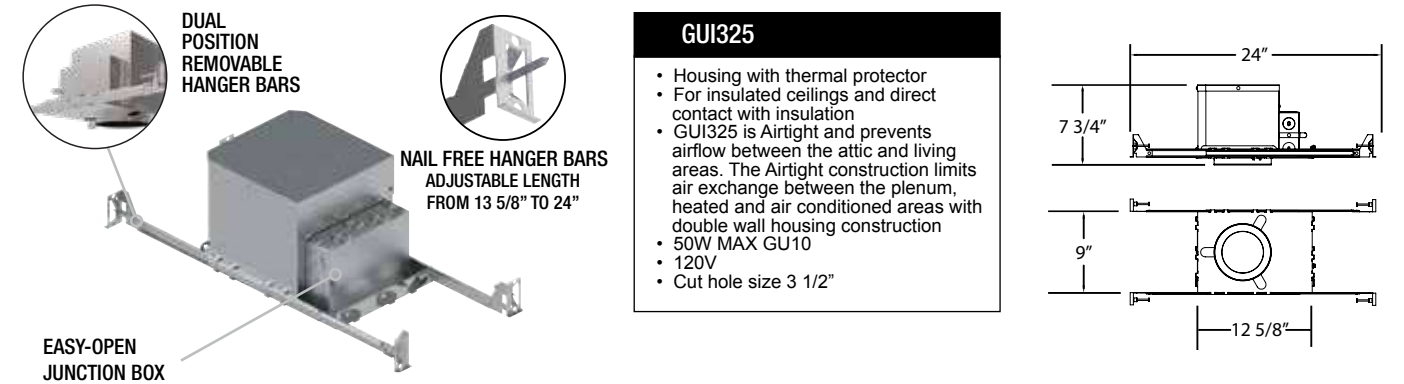 DUAL
POSITION
REMOVABLE
HANGER BARS
NAIL FREE HANGER BARS
ADJUSTABLE LENGTH
FROM 13 5/8” TO 24”
EASY-OPEN
JUNCTION BOX
GUI325
• Housing with thermal protector
• For insulated ceilings and direct
contact with insulation
• GUI325 is Airtight and prevents
airflow between the attic and living
areas. The Airtight construction limits
air exchange between the plenum,
heated and air conditioned areas with
double wall housing construction
• 50W MAX GU10
• 120V
• Cut hole size 3 1/2”
24”
7 3/4”
9”
12 5/8”